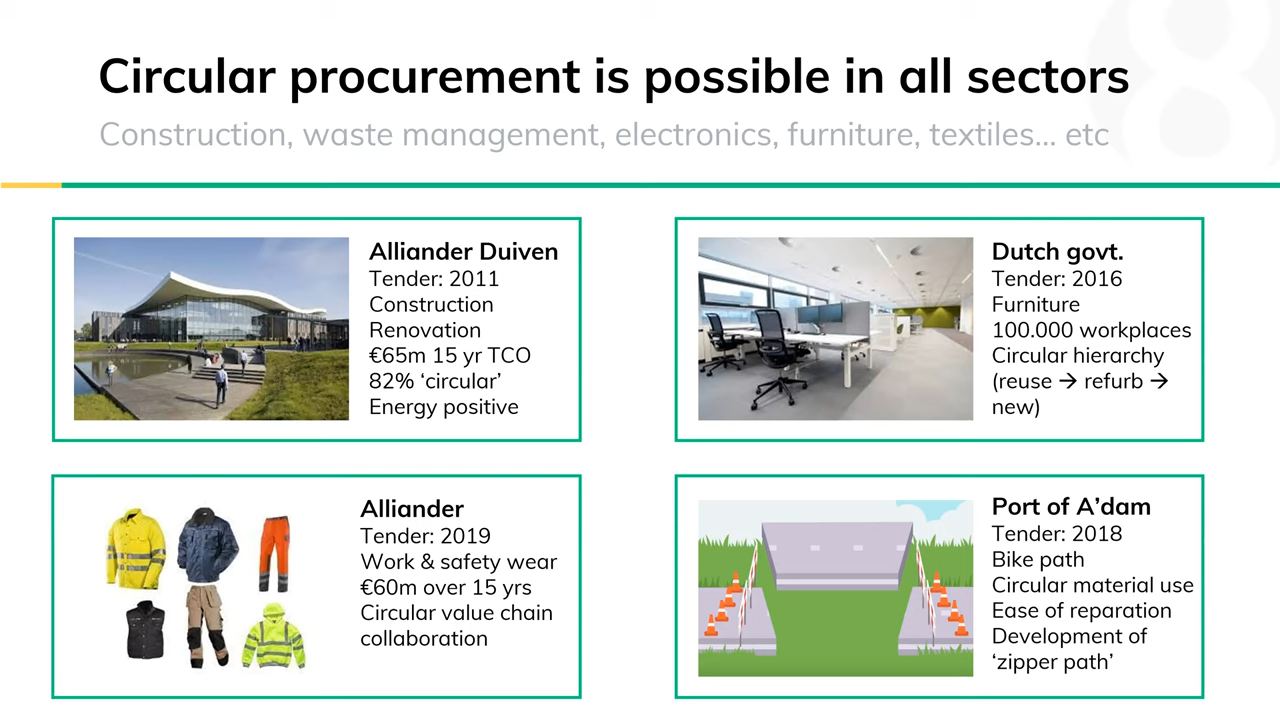 Circular procurement is possible in all sectors
Construction, waste management, electronics, furniture, textiles... etc
Alliander Duiven
Tender: 2011
Construction
Renovation
€65m 15 yr TCO
82% ‘circular’
Energy positive
Dutch govt.
Tender: 2016
Furniture
100.000 workplaces
Circular hierarchy
(reuse → refurb →
new)
Alliander
Tender: 2019
Work & safety wear
€60m over 15 yrs
Circular value chain
collaboration
Port of A’dam
Tender: 2018
Bike path
Circular material use
Ease of reparation
Development of
‘zipper path’